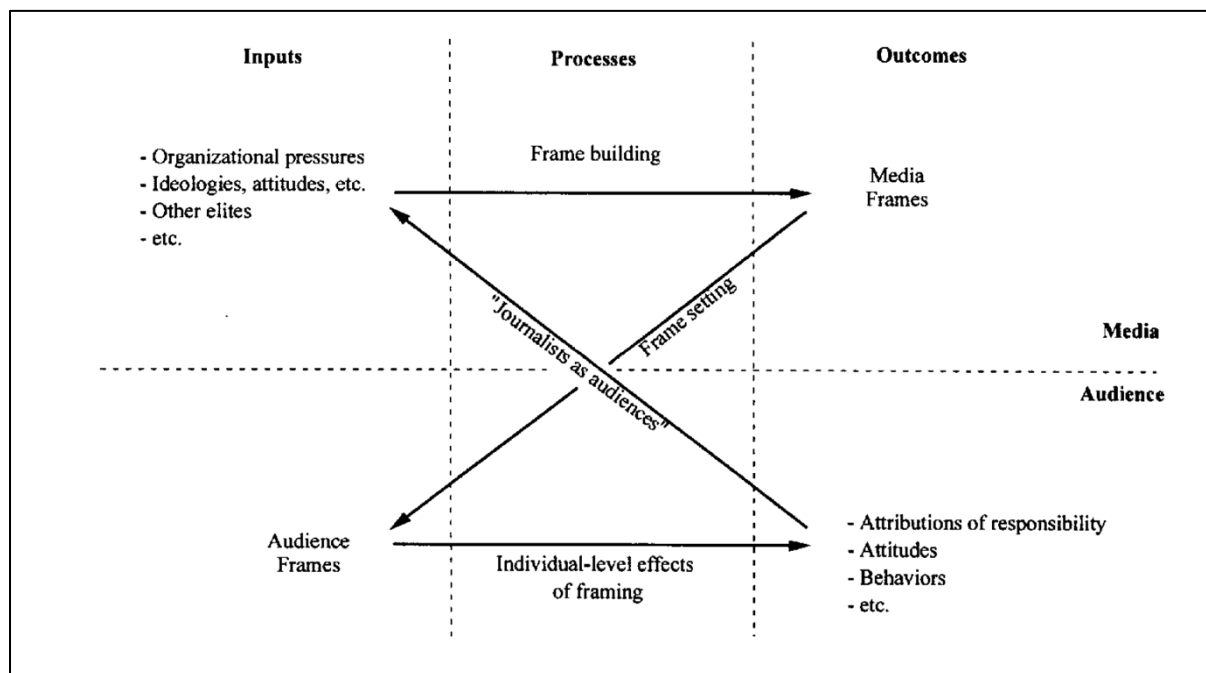 Inputs
Processes
Outcomes
- Organizational pressures
- Ideologies, attitudes, etc.
- Other elites
- etc.
Frame building
Media
Frames
"Journalists as audiences"
Frame setting
Media
Audience
Audience
Frames
Individual-level effects
of framing
- Attributions of responsibility
- Attitudes
- Behaviors
- etc.